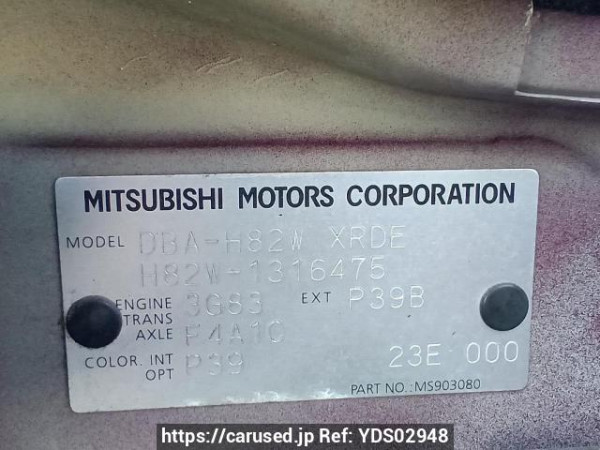 MITSUBISHI MOTORS CORPORATION
MODEL DBA-H82W XRDE
H82W-1316475
ENGINE 3G83 EXT P39B
TRANS AXLE F4A1C
COLOR. INT P39
OPT 23E 000
PART NO.:MS903080
https://carused.jp Ref: YDS02948